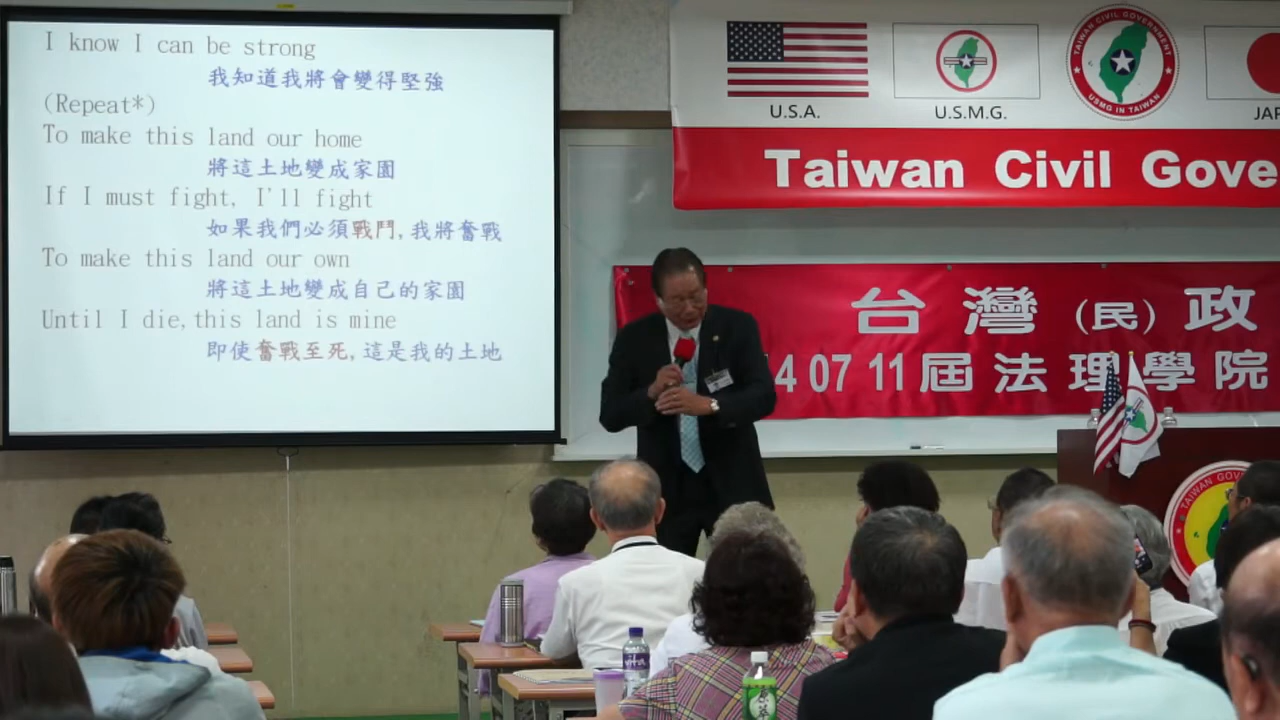 I know I can be strong
我知道我將會變得堅強
(Repeat*)
To make this land our home
將這土地變成家園
If I must fight, I'll fight
如果我們必須戰鬥,我將奮戰
To make this land our own
將這土地變成自己的家園
Until I die,this land is mine
即使奮戰至死,這是我的土地
U.S.A.
U.S.M.G.
TAIWAN CIVIL GOVERNMENT
USMG IN TAIWAN
JAP
Taiwan Civil Gove
台灣(民)政
4 07 11屆法理學院
TAIWAN GOV